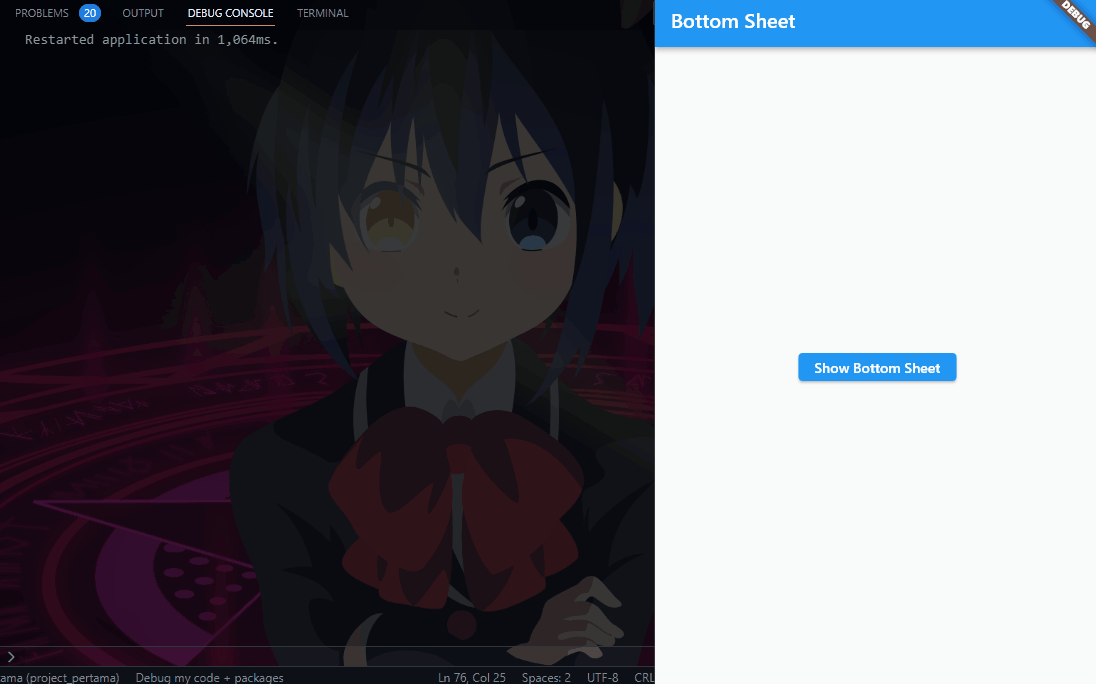 PROBLEMS 20 OUTPUT DEBUG CONSOLE TERMINAL
Restarted application in 1,064ms.
>
ama (project_pertama) Debug my code + packages Ln 76, Col 25 Spaces: 2 UTF-8 CRL
Bottom Sheet
DEBUG
Show Bottom Sheet